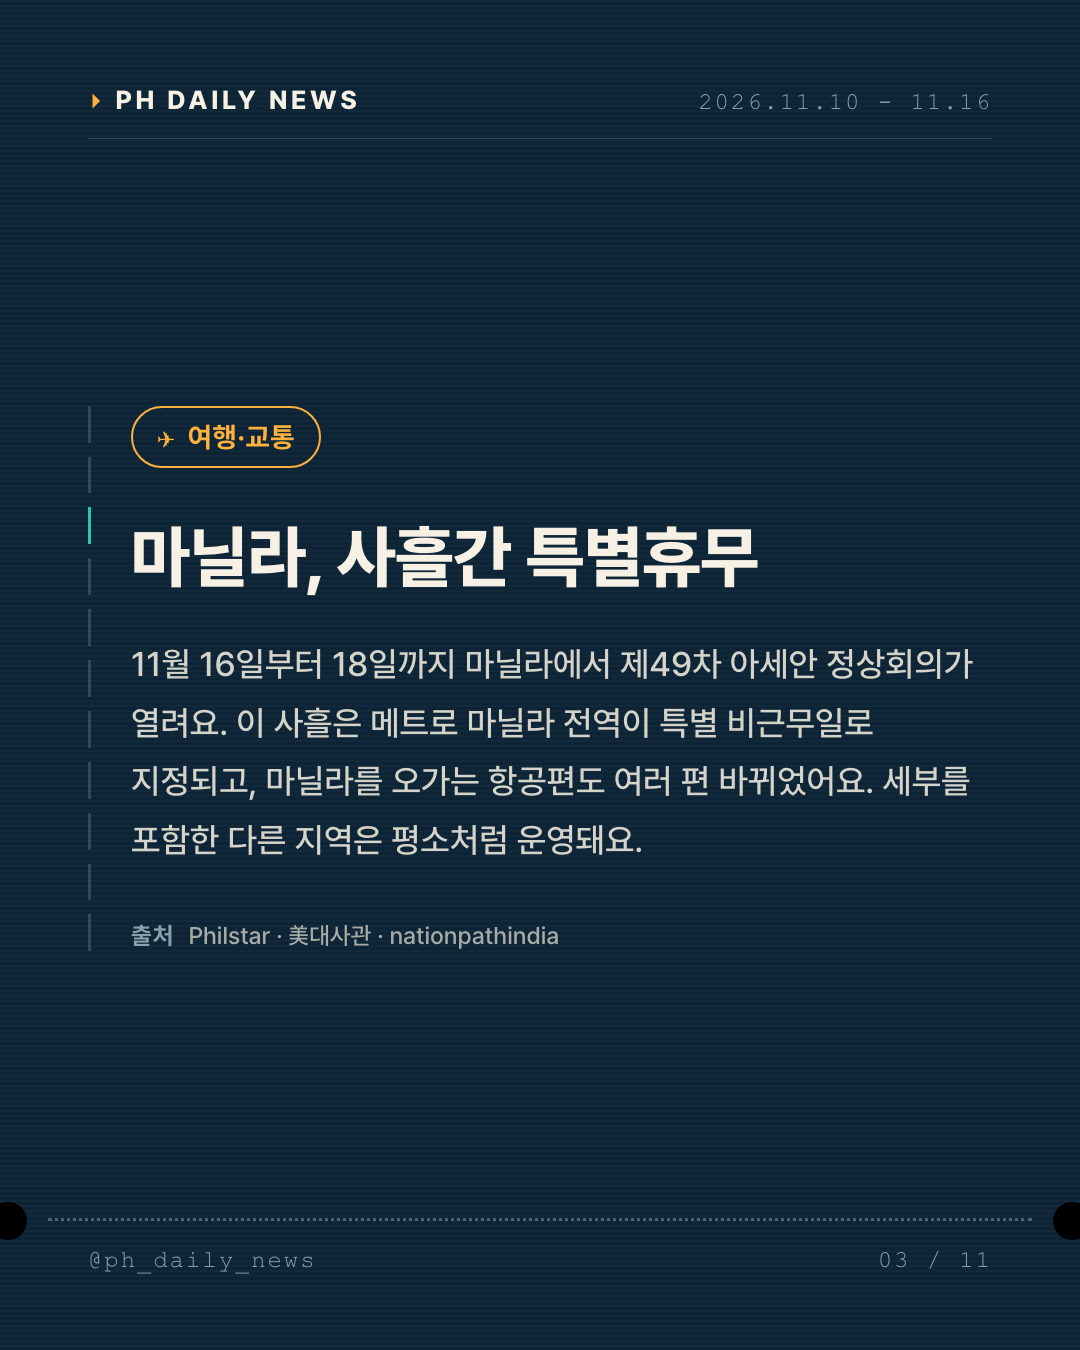 PH DAILY NEWS
2026.11.10 - 11.16
✈ 여행·교통
마닐라, 사흘간 특별휴무
11월 16일부터 18일까지 마닐라에서 제49차 아세안 정상회의가
열려요. 이 사흘은 메트로 마닐라 전역이 특별 비근무일로
지정되고, 마닐라를 오가는 항공편도 여러 편 바뀌었어요. 세부를
포함한 다른 지역은 평소처럼 운영돼요.
출처 Philstar · 美대사관 · nationpathindia
@ph_daily_news
03 / 11